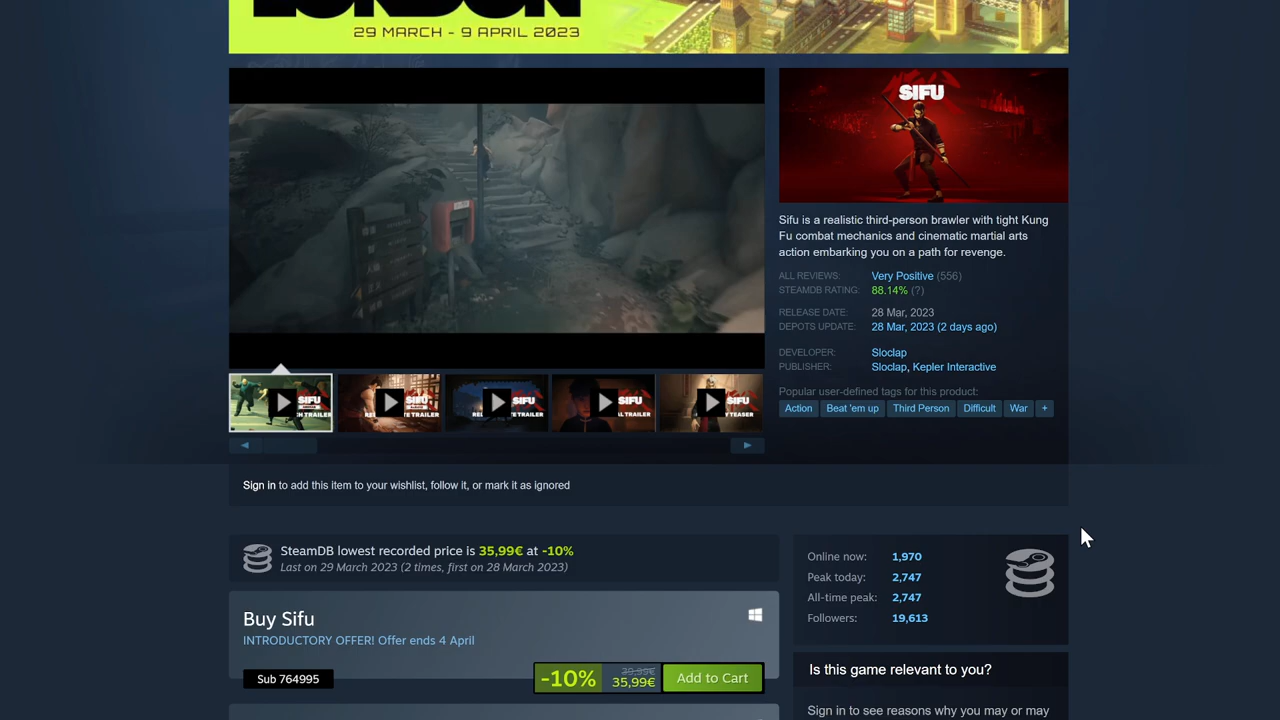 LONDON
29 MARCH - 9 APRIL 2023
SIFU
Sifu is a realistic third-person brawler with tight Kung
Fu combat mechanics and cinematic martial arts
action embarking you on a path for revenge.
ALL REVIEWS: Very Positive (556)
STEAMDB RATING: 88.14% (?)
RELEASE DATE: 28 Mar, 2023
DEPOTS UPDATE: 28 Mar, 2023 (2 days ago)
DEVELOPER: Sloclap
PUBLISHER: Sloclap, Kepler Interactive
Popular user-defined tags for this product:
Action Beat 'em up Third Person Difficult War +
SIFU
SIFU
SIFU
SIFU
SIFU
Sign in to add this item to your wishlist, follow it, or mark it as ignored
SteamDB lowest recorded price is 35,99€ at -10%
Last on 29 March 2023 (2 times, first on 28 March 2023)
Buy Sifu
INTRODUCTORY OFFER! Offer ends 4 April
Sub 764995
-10%
39,99€
35,99€
Add to Cart
Online now: 1,970
Peak today: 2,747
All-time peak: 2,747
Followers: 19,613
Is this game relevant to you?
Sign in to see reasons why you may or may